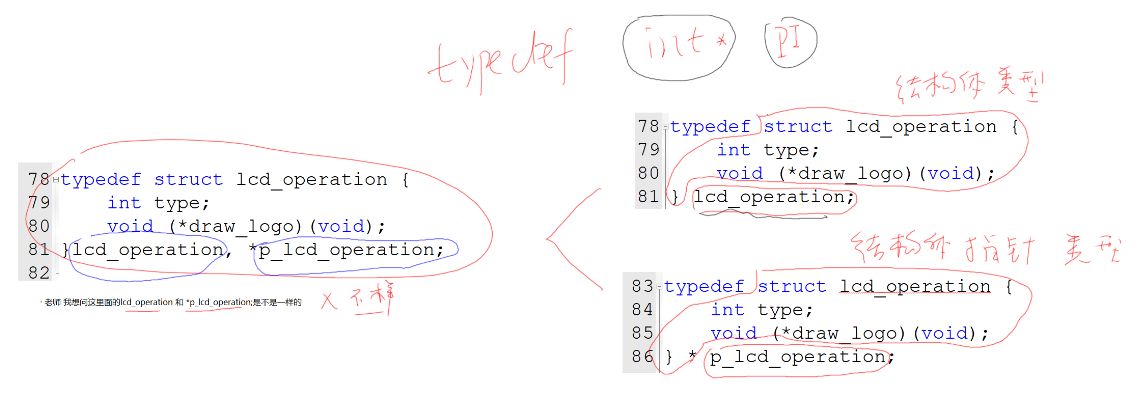 typedef int* PI
结构体类型
78 typedef struct lcd_operation {
79 int type;
80 void (*draw_logo)(void);
81 } lcd_operation;
78 typedef struct lcd_operation {
79 int type;
80 void (*draw_logo)(void);
81 }lcd_operation, *p_lcd_operation;
82
老师 我想问这里面的lcd_operation 和 *p_lcd_operation;是不是一样的
X 不一样
结构体指针 类型
83 typedef struct lcd_operation {
84 int type;
85 void (*draw_logo)(void);
86 } * p_lcd_operation;